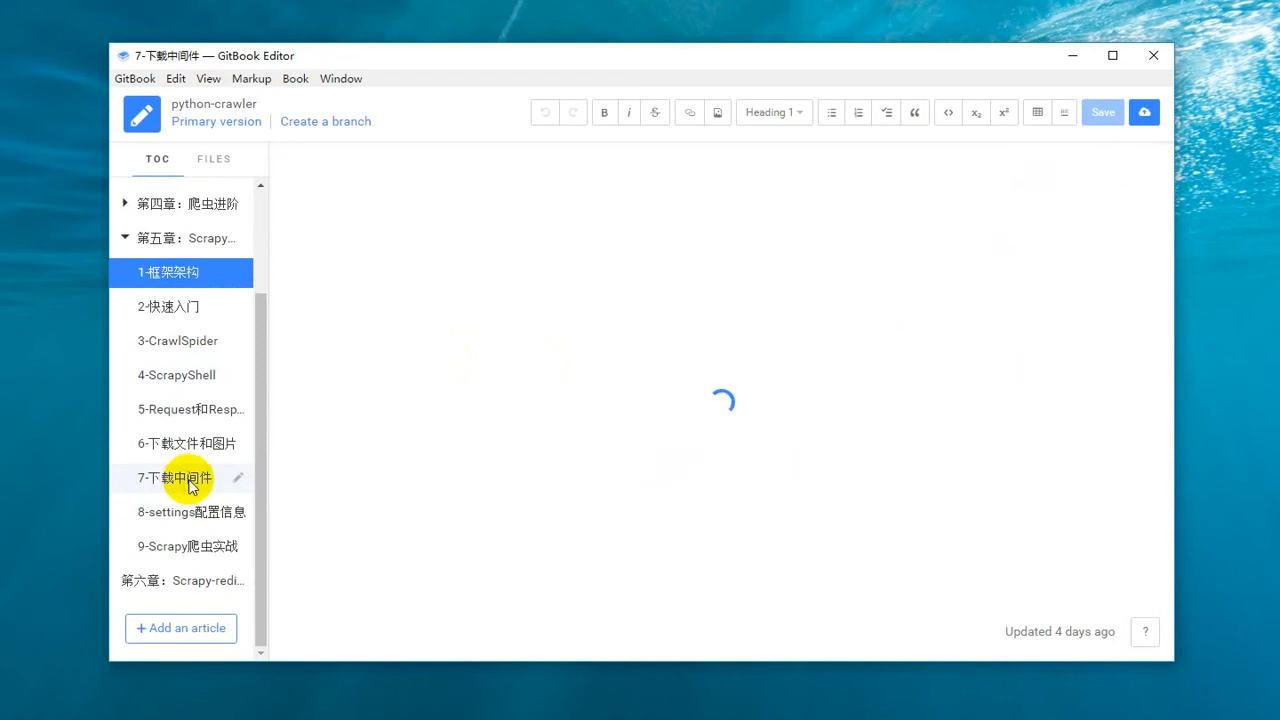 7-下载中间件 — GitBook Editor
GitBook Edit View Markup Book Window
python-crawler
Primary version Create a branch
B i S Heading 1 Save
TOC FILES
第四章：爬虫进阶
第五章：Scrapy...
1-框架架构
2-快速入门
3-CrawlSpider
4-ScrapyShell
5-Request和Resp...
6-下载文件和图片
7-下载中间件
8-settings配置信息
9-Scrapy爬虫实战
第六章：Scrapy-redi...
+ Add an article
Updated 4 days ago ?